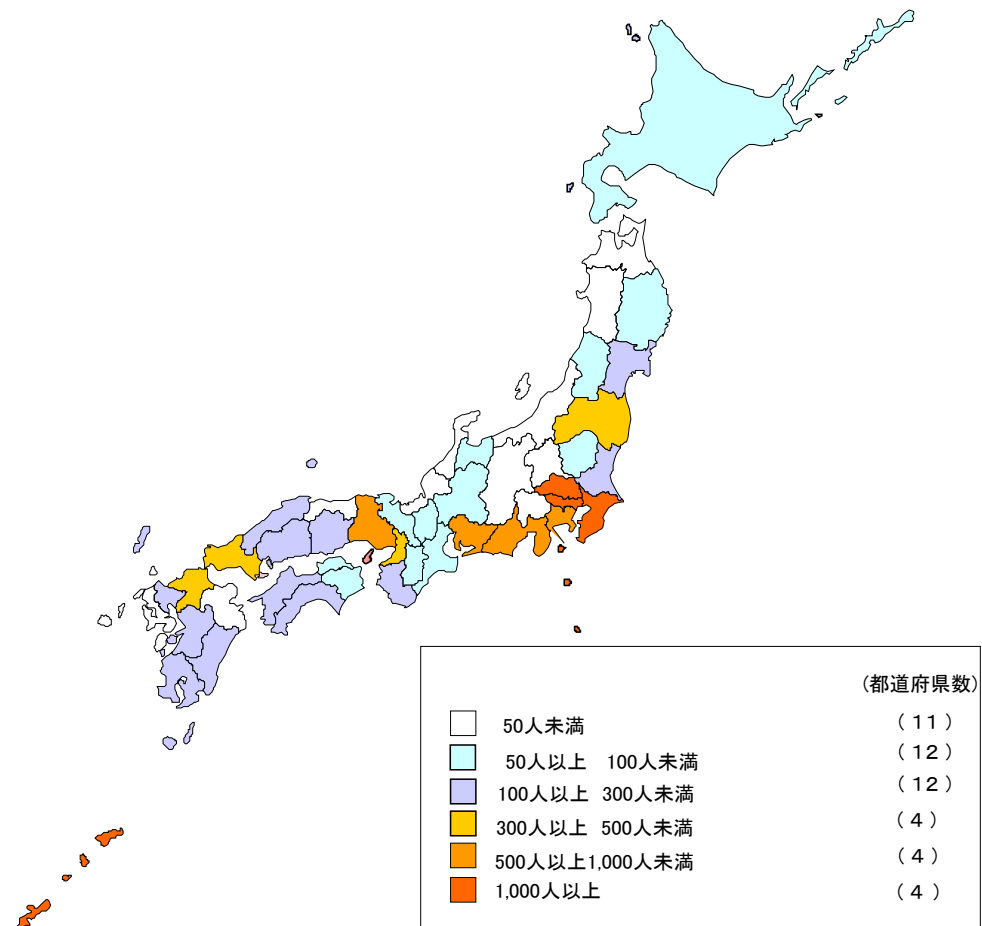 (都道府県数)
50人未満 (11)
50人以上 100人未満 (12)
100人以上 300人未満 (12)
300人以上 500人未満 (4)
500人以上1,000人未満 (4)
1,000人以上 (4)